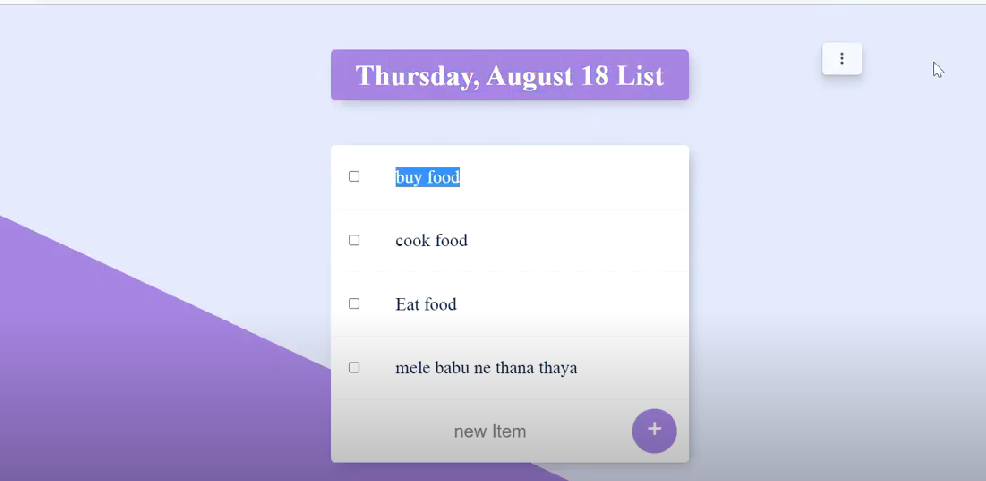 Thursday, August 18 List
buy food
cook food
Eat food
mele babu ne thana thaya
new Item
+